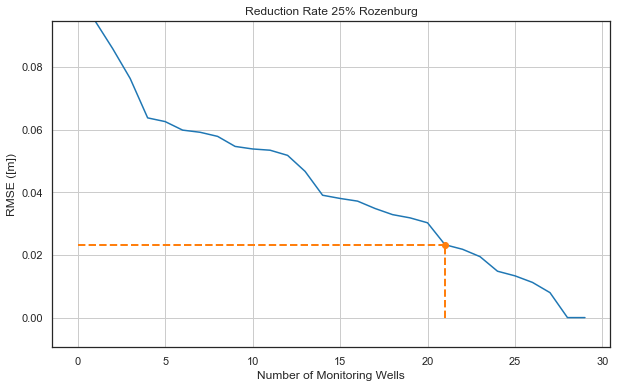 Reduction Rate 25% Rozenburg
0.08
0.06
0.04
0.02
0.00
RMSE ([m])
0 5 10 15 20 25 30
Number of Monitoring Wells